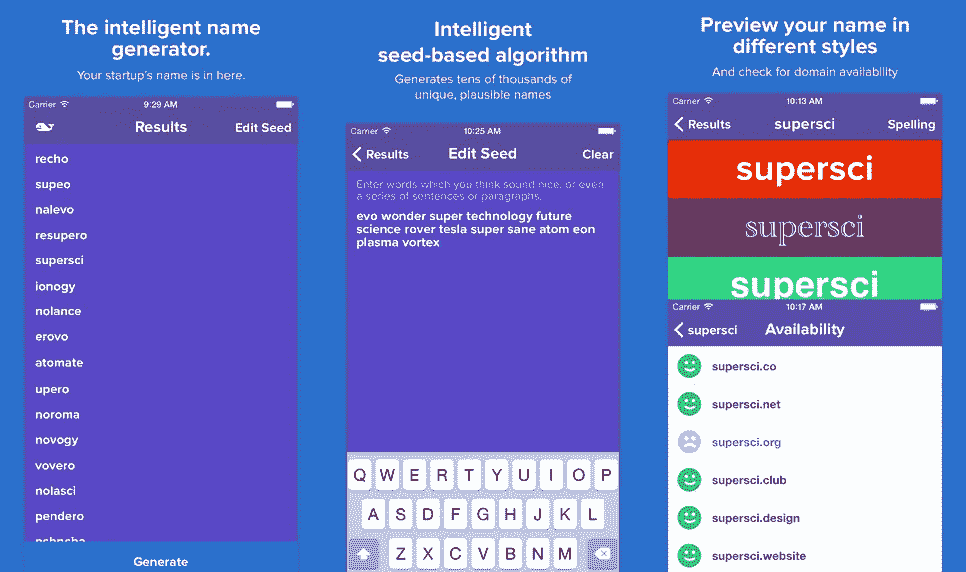 The intelligent name
generator.
Your startup's name is in here.
Carrier
9:29 AM
Results
Edit Seed
recho
supeo
nalevo
resupero
supersci
ionogy
nolance
erovo
atomate
upero
noroma
novogy
vovero
nolasci
pendero
Generate
Intelligent
seed-based algorithm
Generates tens of thousands of
unique, plausible names
Carrier
10:25 AM
Results
Edit Seed
Clear
Enter words which you think sound nice, or even
a series of sentences or paragraphs.
evo wonder super technology future
science rover tesla super sane atom eon
plasma vortex
Q W E R T Y U I O P
A S D F G H J K L
Z X C V B N M
Preview your name in
different styles
And check for domain availability
Carrier
10:13 AM
Results
supersci
Spelling
supersci
supersci
supersci
Carrier
10:17 AM
supersci
Availability
supersci.co
supersci.net
supersci.org
supersci.club
supersci.design
supersci.website